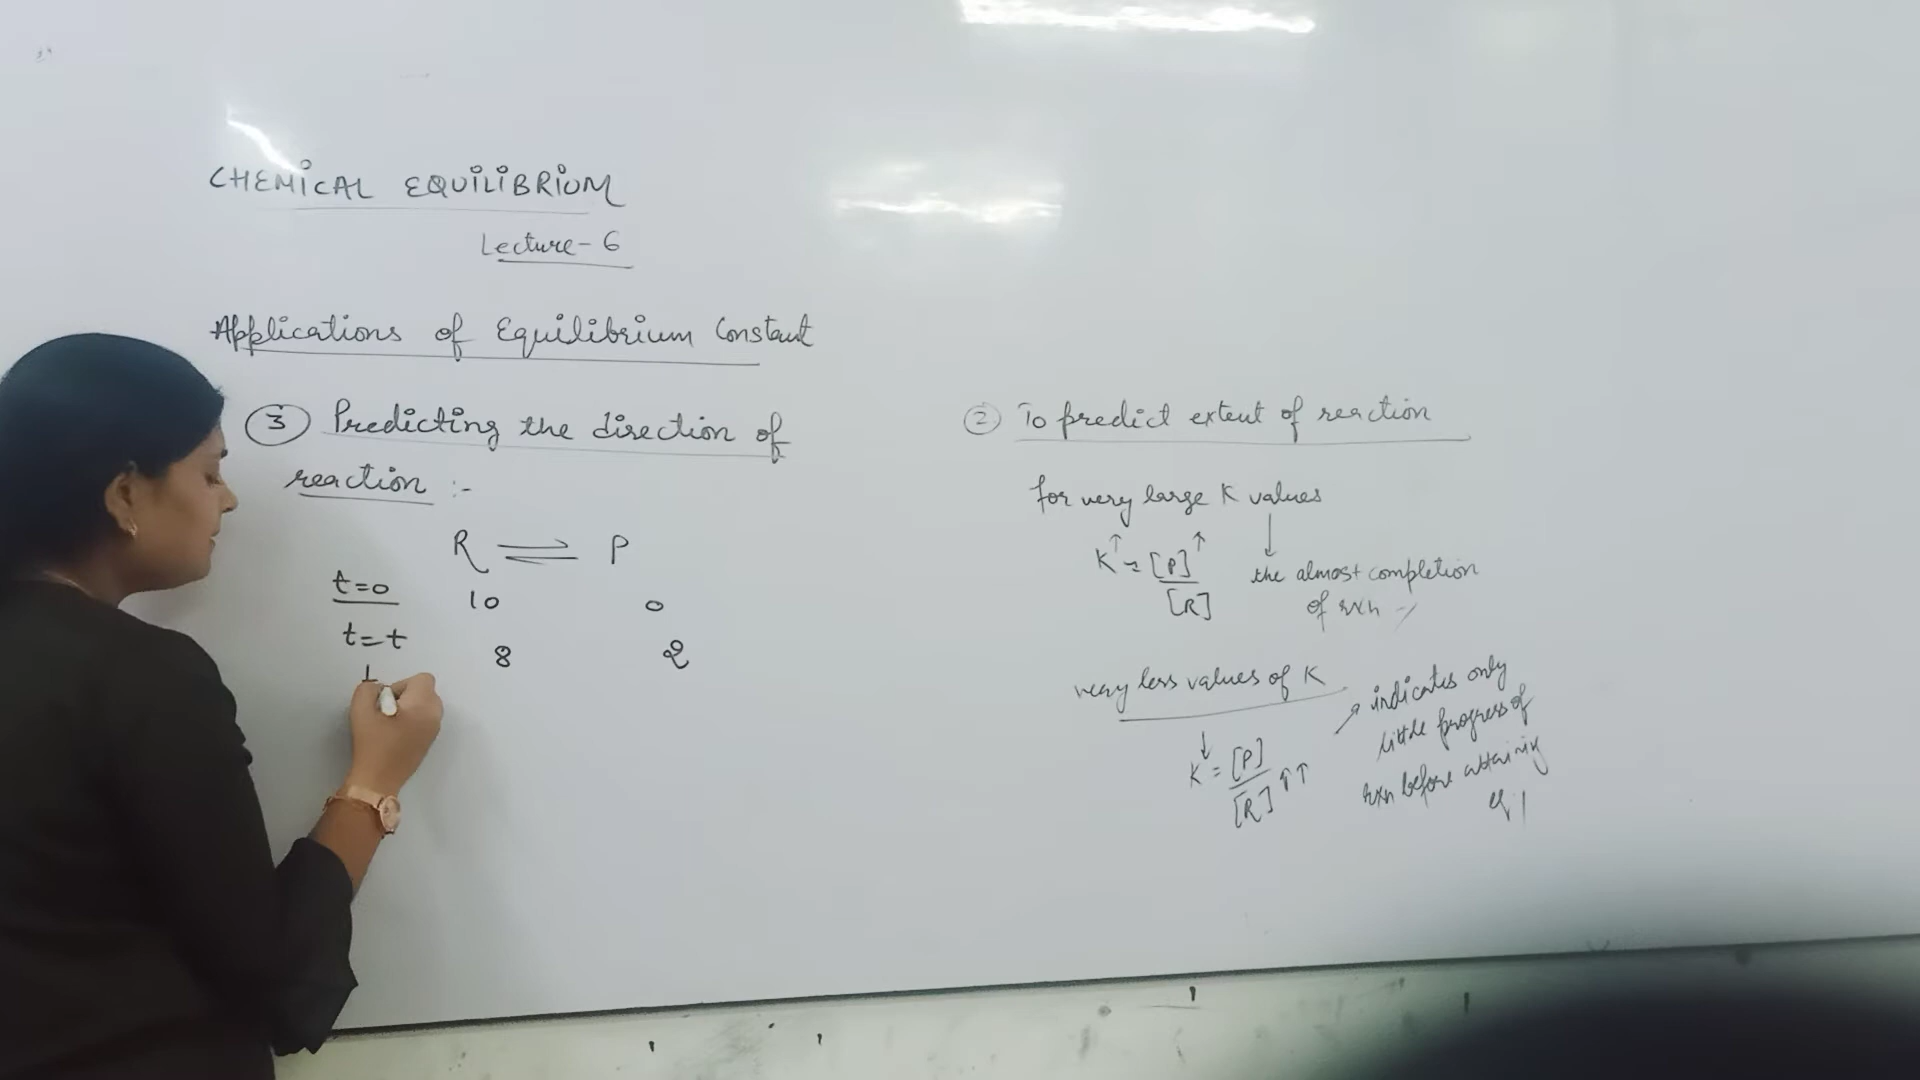 CHEMICAL EQUILIBRIUM
Lecture-6
Applications of Equilibrium Constant
③ Predicting the direction of
reaction :-
R ⇌ P
t=0 10 0
t=t 8 2
t
② To predict extent of reaction
for very large K values
↓
K↑ = [P]↑
[R]
the almost completion
of rxn
very less values of K
↓
K = [P]
[R] ↑↑
↗ indicates only
little progress of
rxn before attaining